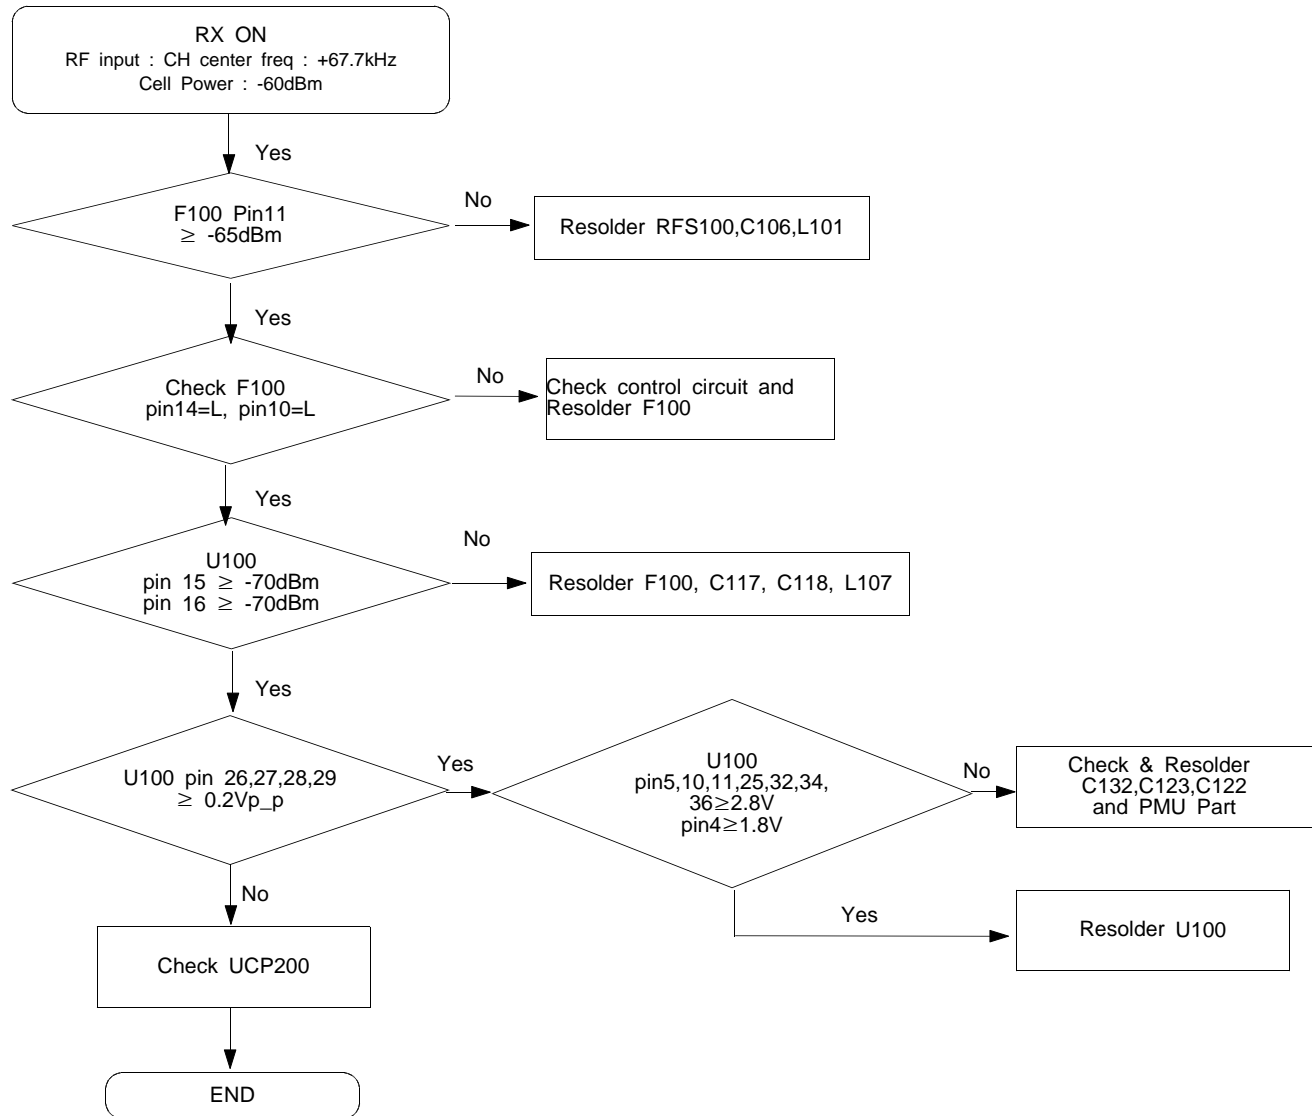 RX ON
RF input : CH center freq : +67.7kHz
Cell Power : -60dBm
Yes
F100 Pin11
≥ -65dBm
No
Resolder RFS100,C106,L101
Yes
Check F100
pin14=L, pin10=L
No
Check control circuit and
Resolder F100
Yes
U100
pin 15 ≥ -70dBm
pin 16 ≥ -70dBm
No
Resolder F100, C117, C118, L107
Yes
U100 pin 26,27,28,29
≥ 0.2Vp_p
Yes
U100
pin5,10,11,25,32,34,
36≥2.8V
pin4≥1.8V
No
Check & Resolder
C132,C123,C122
and PMU Part
Yes
Resolder U100
No
Check UCP200
END